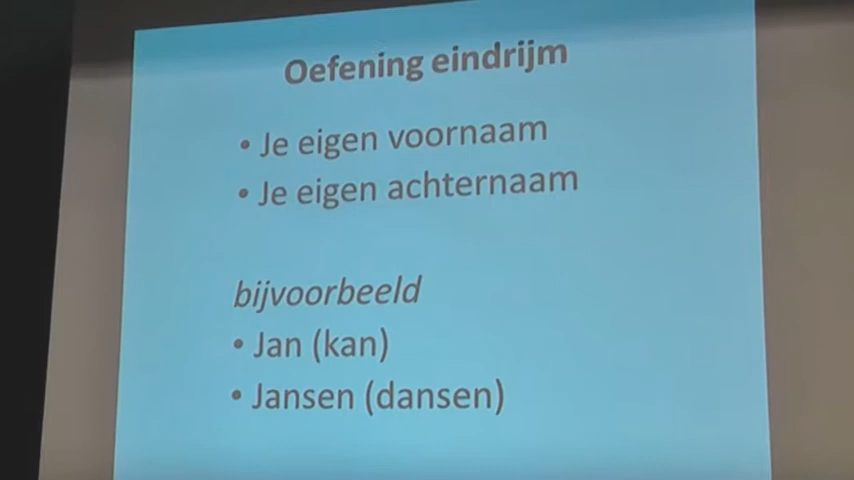 Oefening eindrijm
• Je eigen voornaam
• Je eigen achternaam
bijvoorbeeld
• Jan (kan)
• Jansen (dansen)